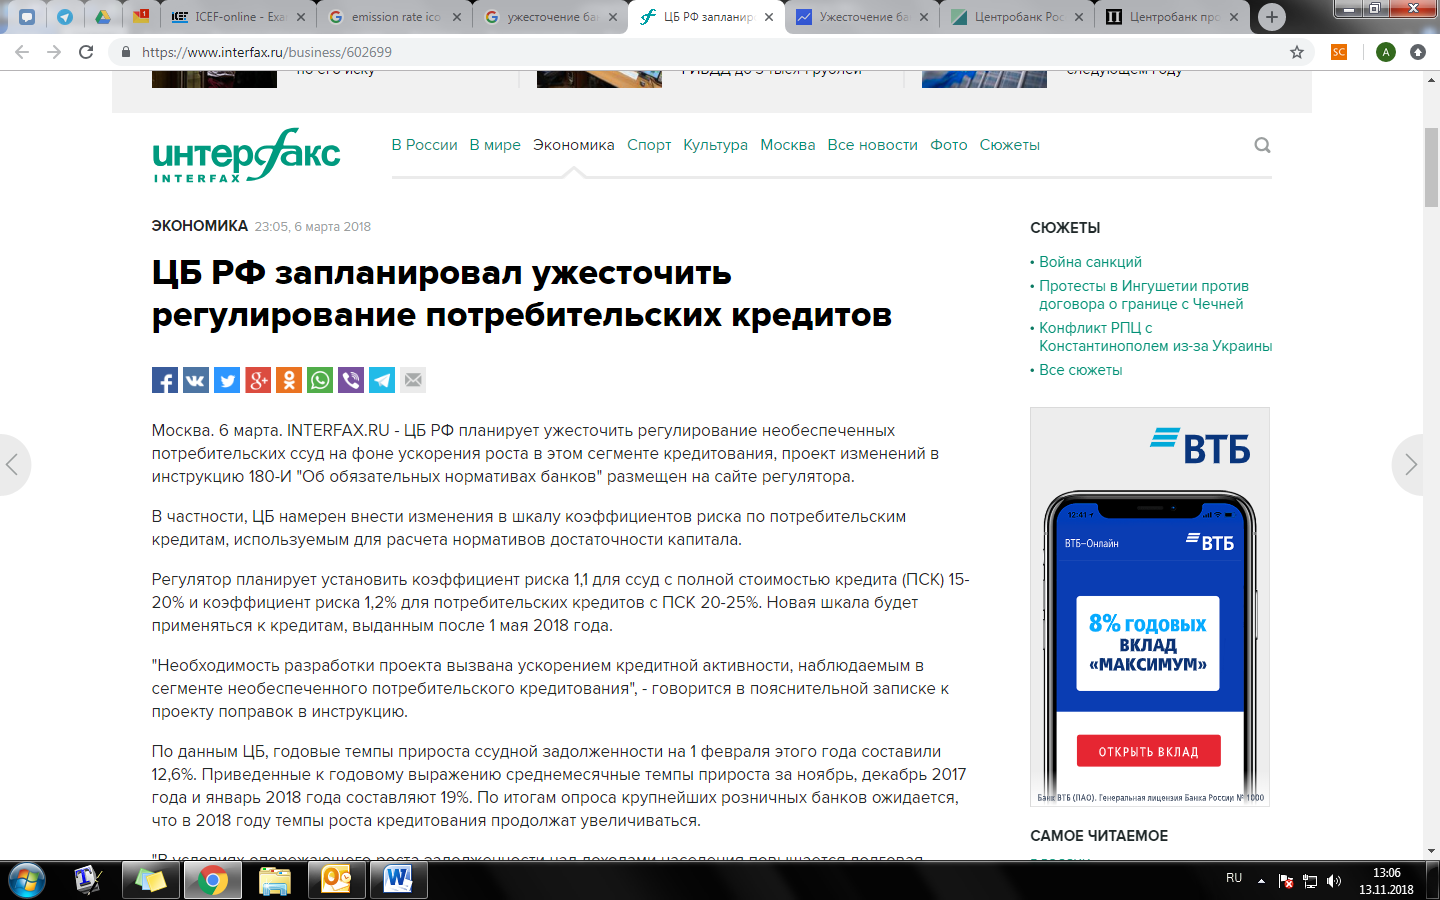 ICEF-online - Exa
emission rate ico
ужесточение ба
ЦБ РФ запланиро
Ужесточение ба
Центробанк Рос
Центробанк про
https://www.interfax.ru/business/602699
SC
A
по его иску
следующем году
интерфакс
INTERFAX
В России В мире Экономика Спорт Культура Москва Все новости Фото Сюжеты
ЭКОНОМИКА 23:05, 6 марта 2018
ЦБ РФ запланировал ужесточить
регулирование потребительских кредитов
Москва. 6 марта. INTERFAX.RU - ЦБ РФ планирует ужесточить регулирование необеспеченных
потребительских ссуд на фоне ускорения роста в этом сегменте кредитования, проект изменений в
инструкцию 180-И "Об обязательных нормативах банков" размещен на сайте регулятора.
В частности, ЦБ намерен внести изменения в шкалу коэффициентов риска по потребительским
кредитам, используемым для расчета нормативов достаточности капитала.
Регулятор планирует установить коэффициент риска 1,1 для ссуд с полной стоимостью кредита (ПСК) 15-
20% и коэффициент риска 1,2% для потребительских кредитов с ПСК 20-25%. Новая шкала будет
применяться к кредитам, выданным после 1 мая 2018 года.
"Необходимость разработки проекта вызвана ускорением кредитной активности, наблюдаемым в
сегменте необеспеченного потребительского кредитования", - говорится в пояснительной записке к
проекту поправок в инструкцию.
По данным ЦБ, годовые темпы прироста ссудной задолженности на 1 февраля этого года составили
12,6%. Приведенные к годовому выражению среднемесячные темпы прироста за ноябрь, декабрь 2017
года и январь 2018 года составляют 19%. По итогам опроса крупнейших розничных банков ожидается,
что в 2018 году темпы роста кредитования продолжат увеличиваться.
СЮЖЕТЫ
• Война санкций
• Протесты в Ингушетии против
договора о границе с Чечней
• Конфликт РПЦ с
Константинополем из-за Украины
• Все сюжеты
ВТБ
12:41
ВТБ–Онлайн ВТБ
8% годовых
ВКЛАД
«МАКСИМУМ»
ОТКРЫТЬ ВКЛАД
Банк ВТБ (ПАО). Генеральная лицензия Банка России № 1000
САМОЕ ЧИТАЕМОЕ
RU
13:06
13.11.2018